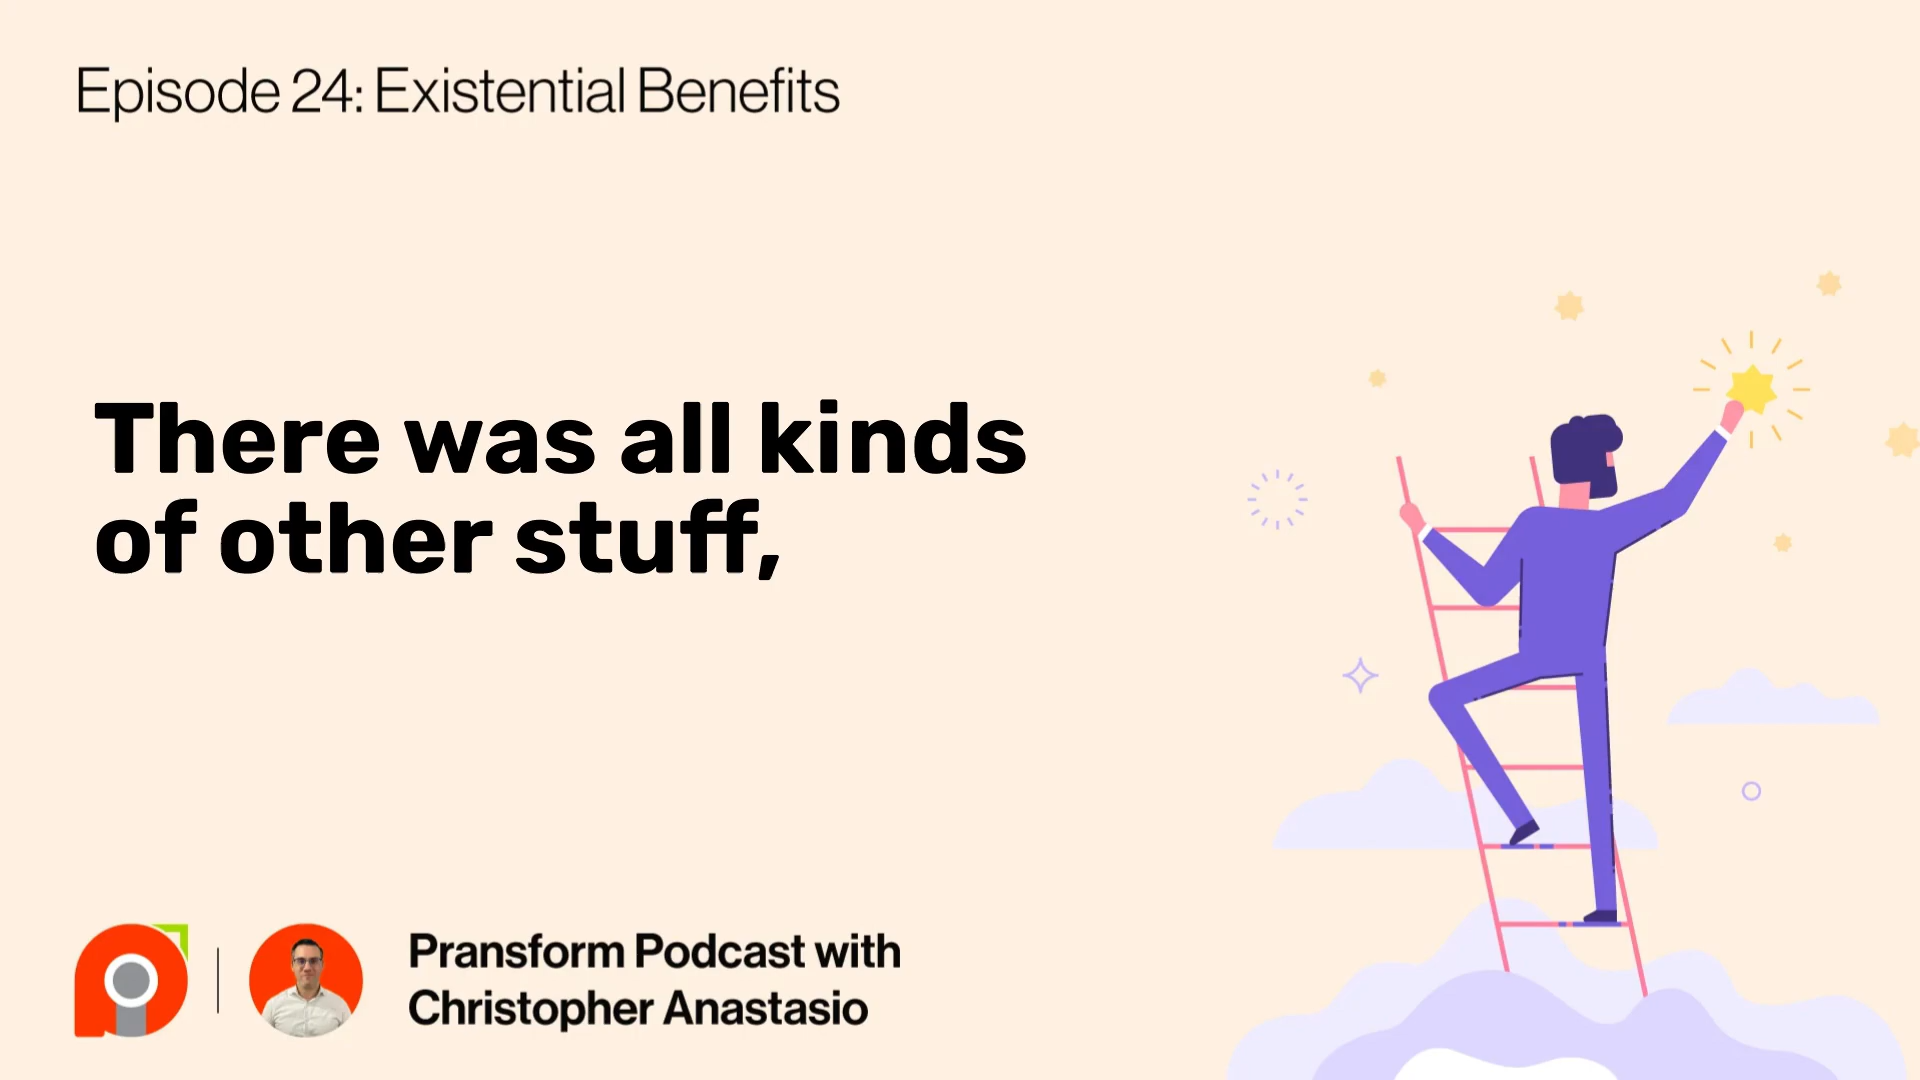 Episode 24: Existential Benefits
There was all kinds
of other stuff,
Pransform Podcast with
Christopher Anastasio